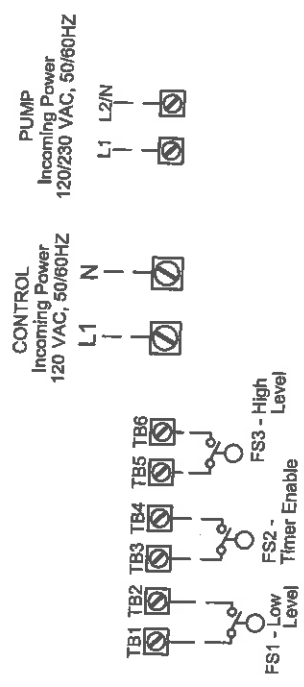 PUMP
Incoming Power
120/230 VAC, 50/60HZ
L1 L2/N
CONTROL
Incoming Power
120 VAC, 50/60HZ
L1 N
TB1 TB2 TB3 TB4 TB5 TB6
FS1 - Low
Level
FS2 -
Timer Enable
FS3 - High
Level